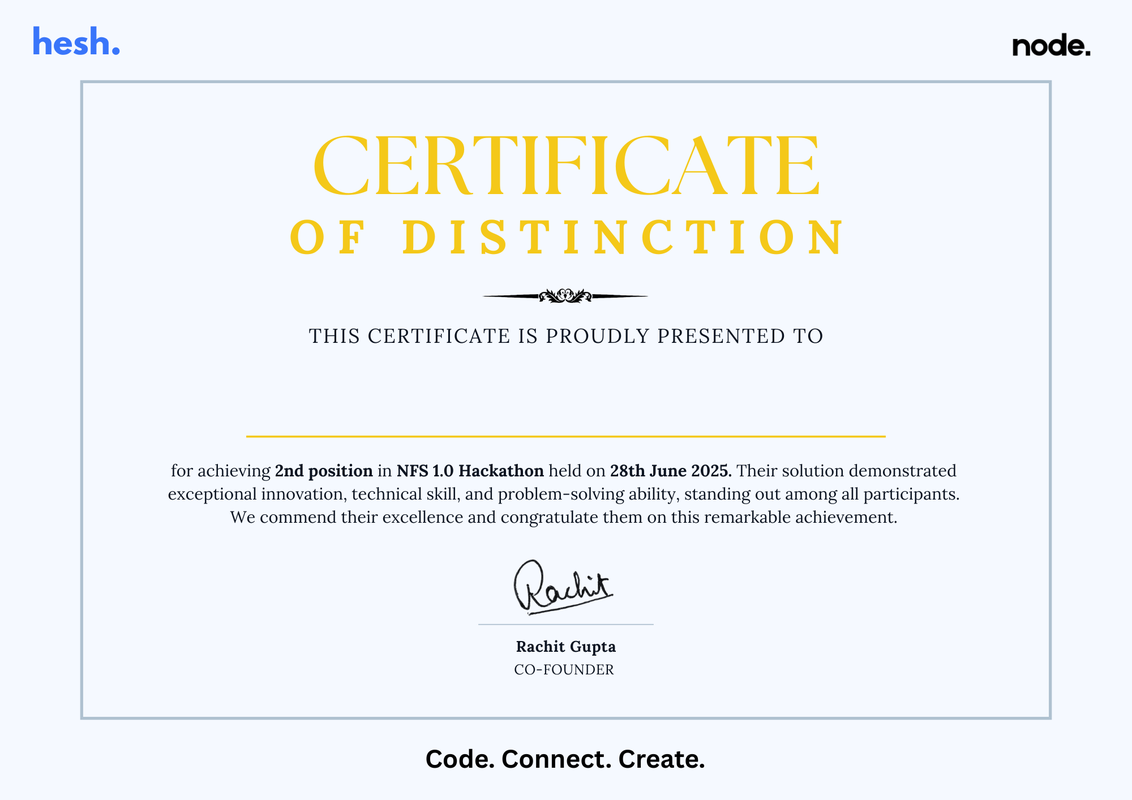 hesh.
node.
CERTIFICATE
OF DISTINCTION
THIS CERTIFICATE IS PROUDLY PRESENTED TO
for achieving 2nd position in NFS 1.0 Hackathon held on 28th June 2025. Their solution demonstrated
exceptional innovation, technical skill, and problem-solving ability, standing out among all participants.
We commend their excellence and congratulate them on this remarkable achievement.
Rachit
Rachit Gupta
CO-FOUNDER
Code. Connect. Create.